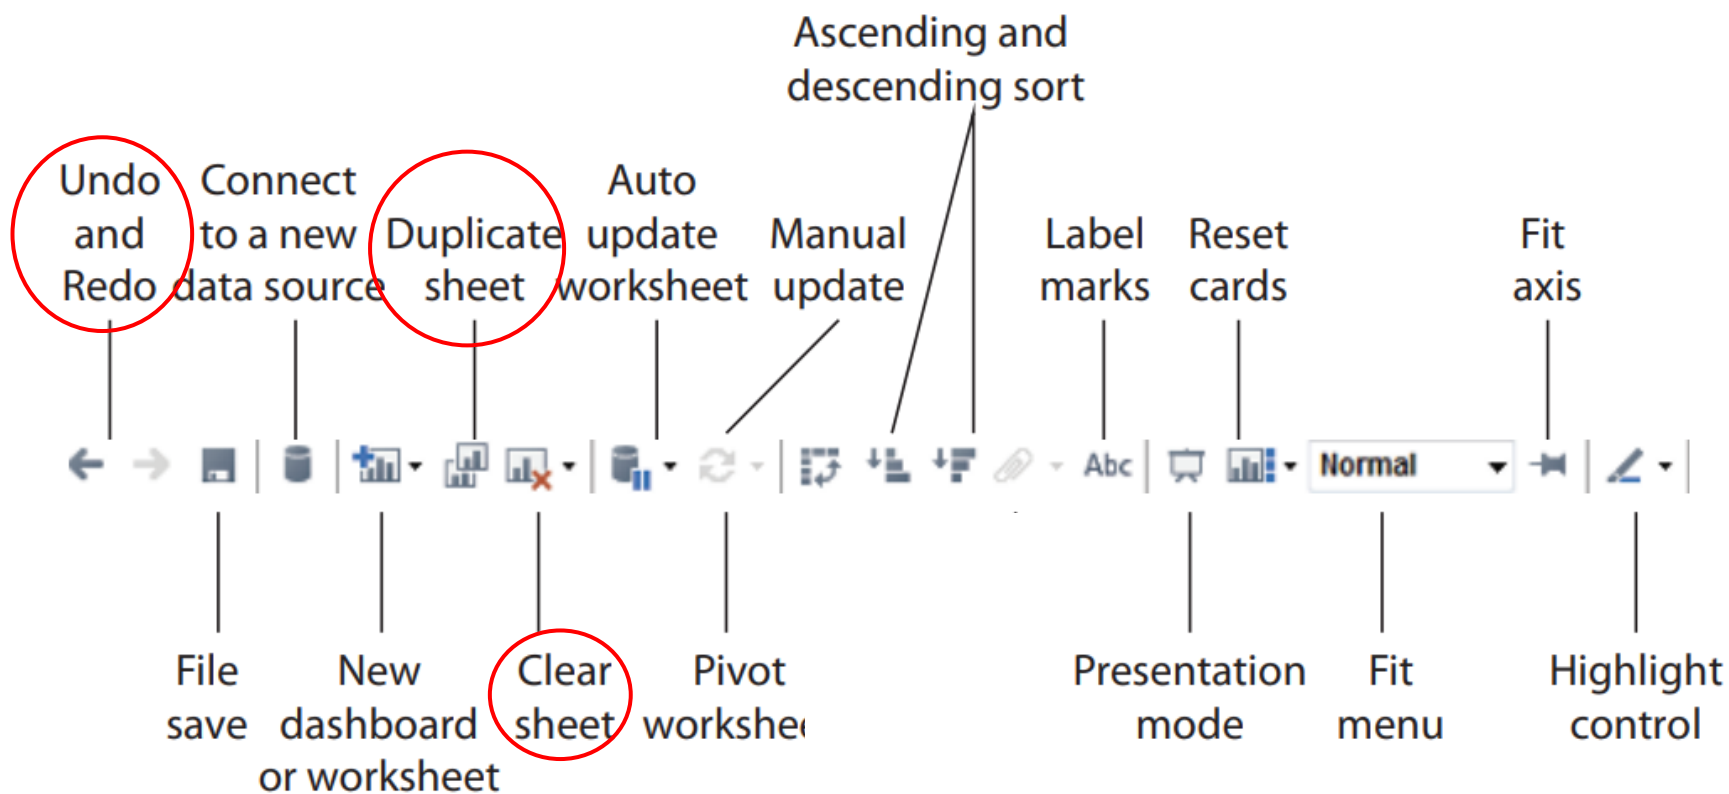 Ascending and
descending sort
Undo
and
Redo
Connect
to a new
data source
Duplicate
sheet
Auto
update
worksheet
Manual
update
Label
marks
Reset
cards
Fit
axis
Abc
Normal
File
save
New
dashboard
or worksheet
Clear
sheet
Pivot
workshee
Presentation
mode
Fit
menu
Highlight
control